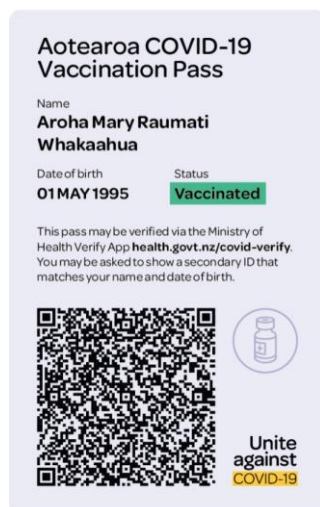 Aotearoa COVID-19
Vaccination Pass
Name
Aroha Mary Raumati
Whakaahua
Date of birth
Status
01 MAY 1995
Vaccinated
This pass may be verified via the Ministry of
Health Verify App health.govt.nz/covid-verify.
You may be asked to show a secondary ID that
matches your name and date of birth.
Unite
against
COVID-19